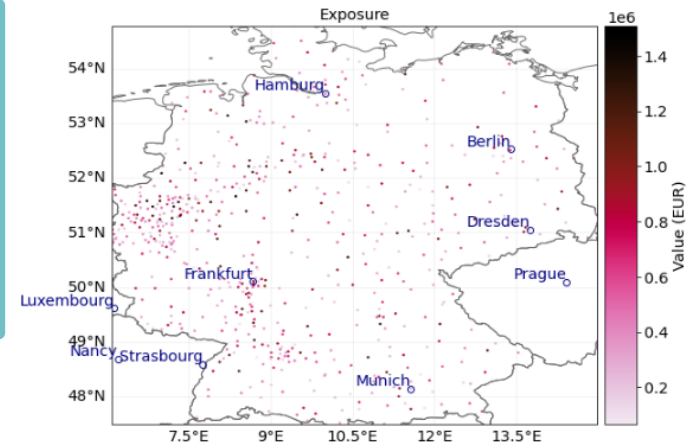 Exposure
1e6
54°N
53°N
52°N
51°N
50°N
49°N
48°N
7.5°E 9°E 10.5°E 12°E 13.5°E
Hamburg
Berlin
Dresden
Frankfurt
Prague
Luxembourg
Nancy
Strasbourg
Munich
1.4
1.2
1.0
0.8
0.6
0.4
0.2
Value (EUR)